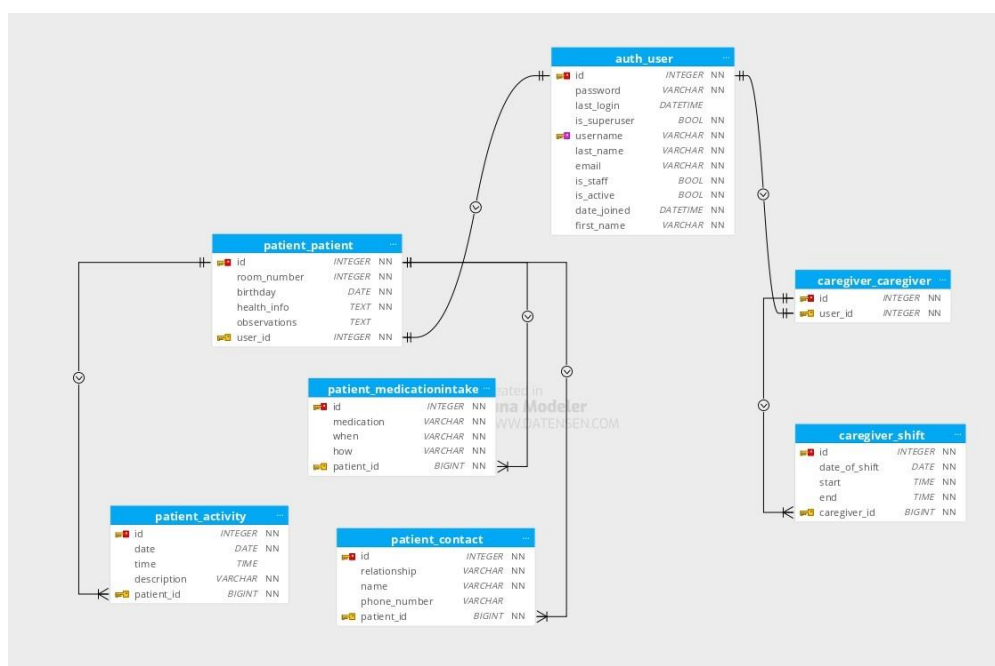 auth_user ...
id INTEGER NN
password VARCHAR NN
last_login DATETIME
is_superuser BOOL NN
username VARCHAR NN
last_name VARCHAR NN
email VARCHAR NN
is_staff BOOL NN
is_active BOOL NN
date_joined DATETIME NN
first_name VARCHAR NN
patient_patient ...
id INTEGER NN
room_number INTEGER NN
birthday DATE NN
health_info TEXT NN
observations TEXT
user_id INTEGER NN
caregiver_caregiver ...
id INTEGER NN
user_id INTEGER NN
patient_medicationintake ...
id INTEGER NN
medication VARCHAR NN
when VARCHAR NN
how VARCHAR NN
patient_id BIGINT NN
in
Modeler
DATENSEN.COM
caregiver_shift ...
id INTEGER NN
date_of_shift DATE NN
start TIME NN
end TIME NN
caregiver_id BIGINT NN
patient_activity ...
id INTEGER NN
date DATE NN
time TIME
description VARCHAR NN
patient_id BIGINT NN
patient_contact ...
id INTEGER NN
relationship VARCHAR NN
name VARCHAR NN
phone_number VARCHAR
patient_id BIGINT NN